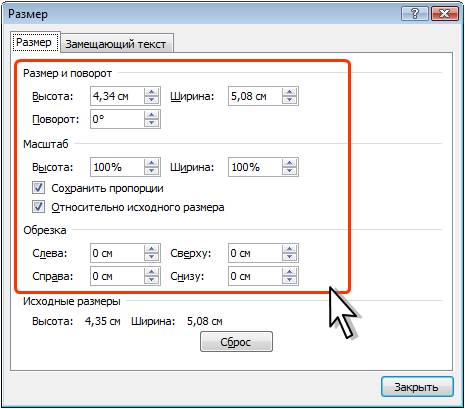 Размер
Размер Замещающий текст
Размер и поворот
Высота: 4,34 см Ширина: 5,08 см
Поворот: 0°
Масштаб
Высота: 100% Ширина: 100%
Сохранить пропорции
Относительно исходного размера
Обрезка
Слева: 0 см Сверху: 0 см
Справа: 0 см Снизу: 0 см
Исходные размеры
Высота: 4,35 см Ширина: 5,08 см
Сброс
Закрыть